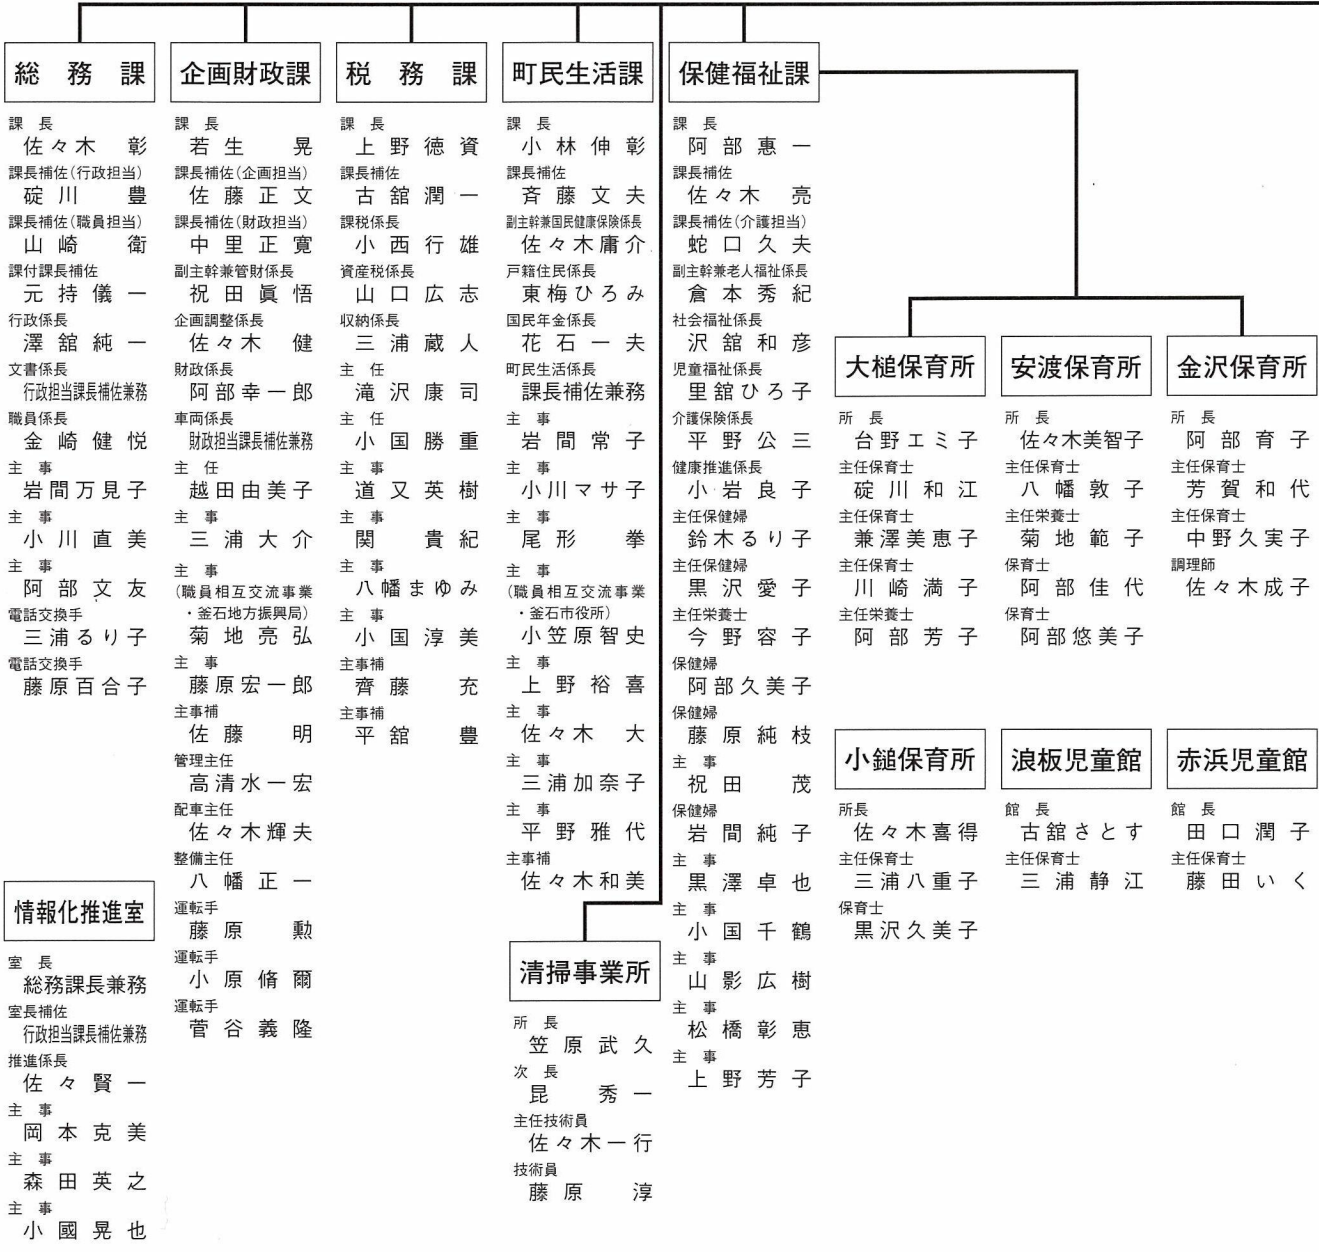 総務課
課長
佐々木彰
課長補佐(行政担当)
碇川豊
課長補佐(職員担当)
山崎衛
課付課長補佐
元持儀一
行政係長
澤舘純一
文書係長
行政担当課長補佐兼務
職員係長
金崎健悦
主事
岩間万見子
主事
小川直美
主事
阿部文友
電話交換手
三浦るり子
電話交換手
藤原百合子
情報化推進室
室長
総務課長兼務
室長補佐
行政担当課長補佐兼務
推進係長
佐々賢一
主事
岡本克美
主事
森田英之
主事
小國晃也
企画財政課
課長
若生晃
課長補佐(企画担当)
佐藤正文
課長補佐(財政担当)
中里正寛
副主幹兼管財係長
祝田眞悟
企画調整係長
佐々木健
財政係長
阿部幸一郎
車両係長
財政担当課長補佐兼務
主任
越田由美子
主事
三浦大介
主事
(職員相互交流事業
・釜石地方振興局)
菊地亮弘
主事
藤原宏一郎
主事補
佐藤明
管理主任
高清水一宏
配車主任
佐々木輝夫
整備主任
八幡正一
運転手
藤原勲
運転手
小原脩爾
運転手
菅谷義隆
税務課
課長
上野徳資
課長補佐
古舘潤一
課税係長
小西行雄
資産税係長
山口広志
収納係長
三浦蔵人
主任
滝沢康司
主任
小国勝重
主事
道又英樹
主事
関貴紀
主事
八幡まゆみ
主事
小国淳美
主事補
齊藤充
主事補
平舘豊
町民生活課
課長
小林伸彰
課長補佐
斉藤文夫
副主幹兼国民健康保険係長
佐々木庸介
戸籍住民係長
東梅ひろみ
国民年金係長
花石一夫
町民生活係長
課長補佐兼務
主事
岩間常子
主事
小川マサ子
主事
尾形拳
主事
(職員相互交流事業
・釜石市役所)
小笠原智史
主事
上野裕喜
主事
佐々木大
主事
三浦加奈子
主事
平野雅代
主事補
佐々木和美
清掃事業所
所長
笠原武久
次長
昆秀一
主任技術員
佐々木一行
技術員
藤原淳
保健福祉課
課長
阿部惠一
課長補佐
佐々木亮
課長補佐(介護担当)
蛇口久夫
副主幹兼老人福祉係長
倉本秀紀
社会福祉係長
沢舘和彦
児童福祉係長
里舘ひろ子
介護保険係長
平野公三
健康推進係長
小岩良子
主任保健婦
鈴木るり子
主任保健婦
黒沢愛子
主任栄養士
今野容子
保健婦
阿部久美子
保健婦
藤原純枝
主事
祝田茂
保健婦
岩間純子
主事
黒澤卓也
主事
小国千鶴
主事
山影広樹
主事
松橋彰恵
主事
上野芳子
大槌保育所
所長
台野エミ子
主任保育士
碇川和江
主任保育士
兼澤美恵子
主任保育士
川崎満子
主任栄養士
阿部芳子
安渡保育所
所長
佐々木美智子
主任保育士
八幡敦子
主任栄養士
菊地範子
保育士
阿部佳代
保育士
阿部悠美子
金沢保育所
所長
阿部育子
主任保育士
芳賀和代
主任保育士
中野久実子
調理師
佐々木成子
小鎚保育所
所長
佐々木喜得
主任保育士
三浦八重子
保育士
黒沢久美子
浪板児童館
館長
古舘さとす
主任保育士
三浦静江
赤浜児童館
館長
田口潤子
主任保育士
藤田いく